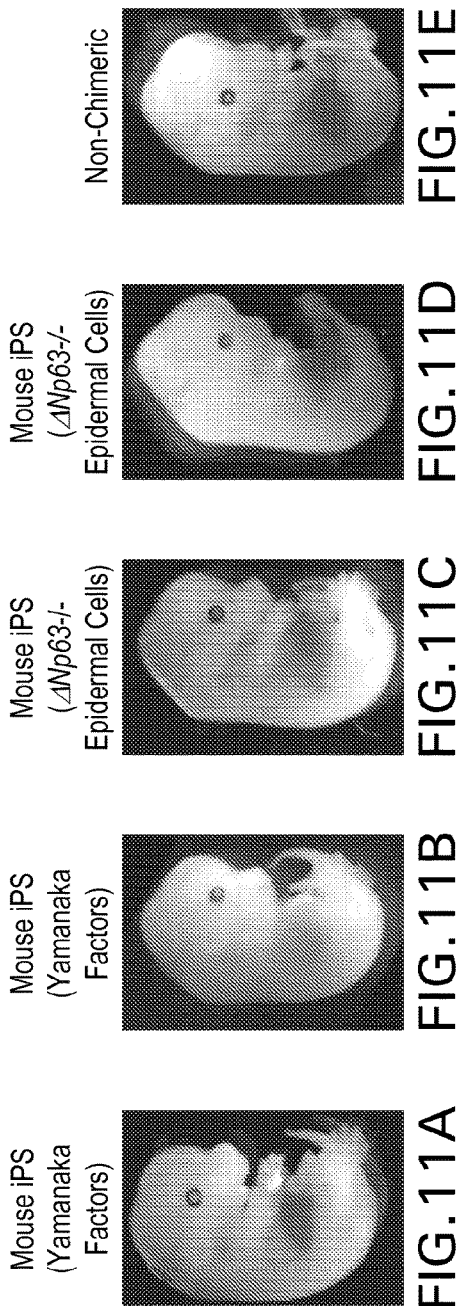 Mouse iPS
(Yamanaka
Factors)
FIG.11A
Mouse iPS
(Yamanaka
Factors)
FIG.11B
Mouse iPS
(ΔNp63-/-
Epidermal Cells)
FIG.11C
Mouse iPS
(ΔNp63-/-
Epidermal Cells)
FIG.11D
Non-Chimeric
FIG.11E